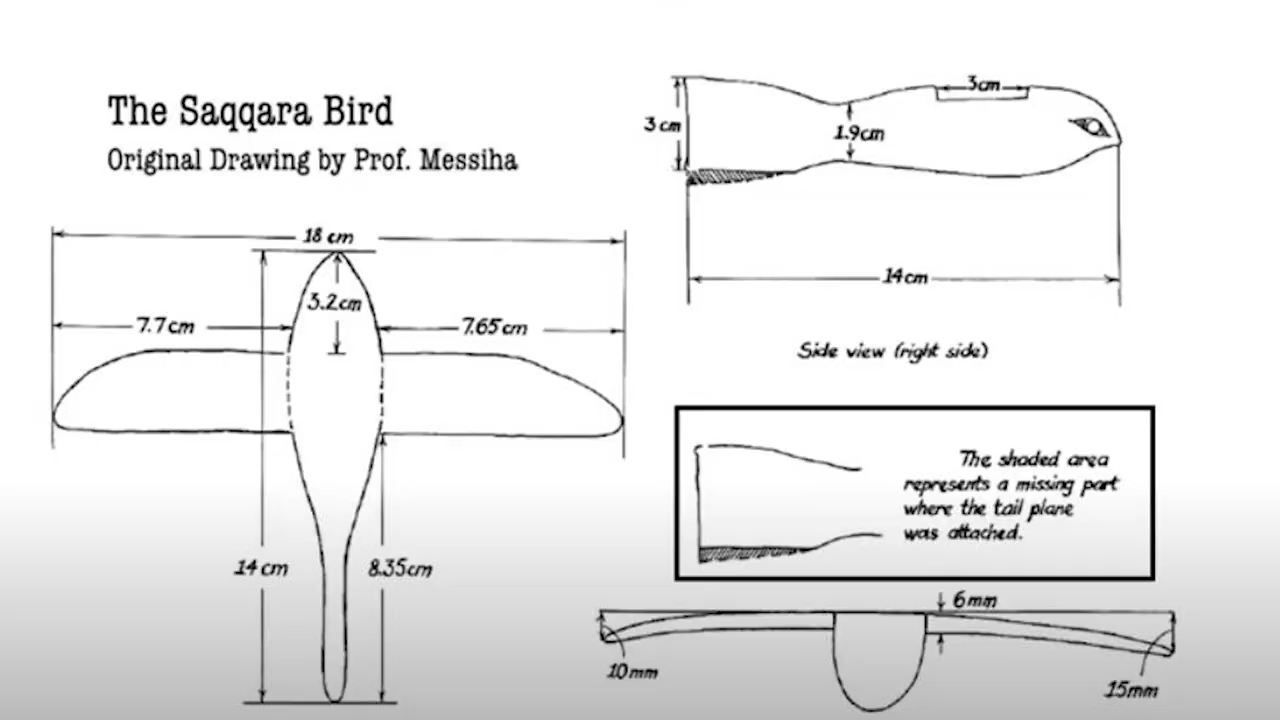 The Saqqara Bird
Original Drawing by Prof. Messiha
18 cm
3.2cm
7.7cm
7.65cm
14cm
8.35cm
3cm
3cm
1.9cm
14cm
Side view (right side)
The shaded area
represents a missing part
where the tail plane
was attached.
6mm
10mm
15mm